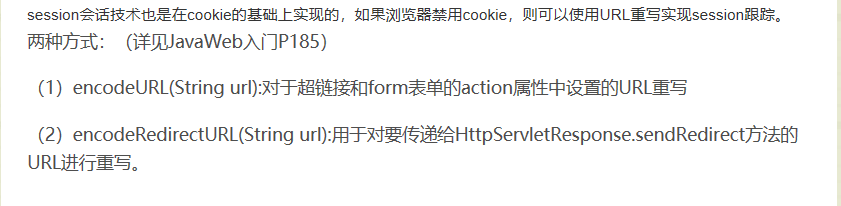 session会话技术也是在cookie的基础上实现的，如果浏览器禁用cookie，则可以使用URL重写实现session跟踪。
两种方式：（详见JavaWeb入门P185）
（1）encodeURL(String url):对于超链接和form表单的action属性中设置的URL重写
（2）encodeRedirectURL(String url):用于对要传递给HttpServletResponse.sendRedirect方法的
URL进行重写。